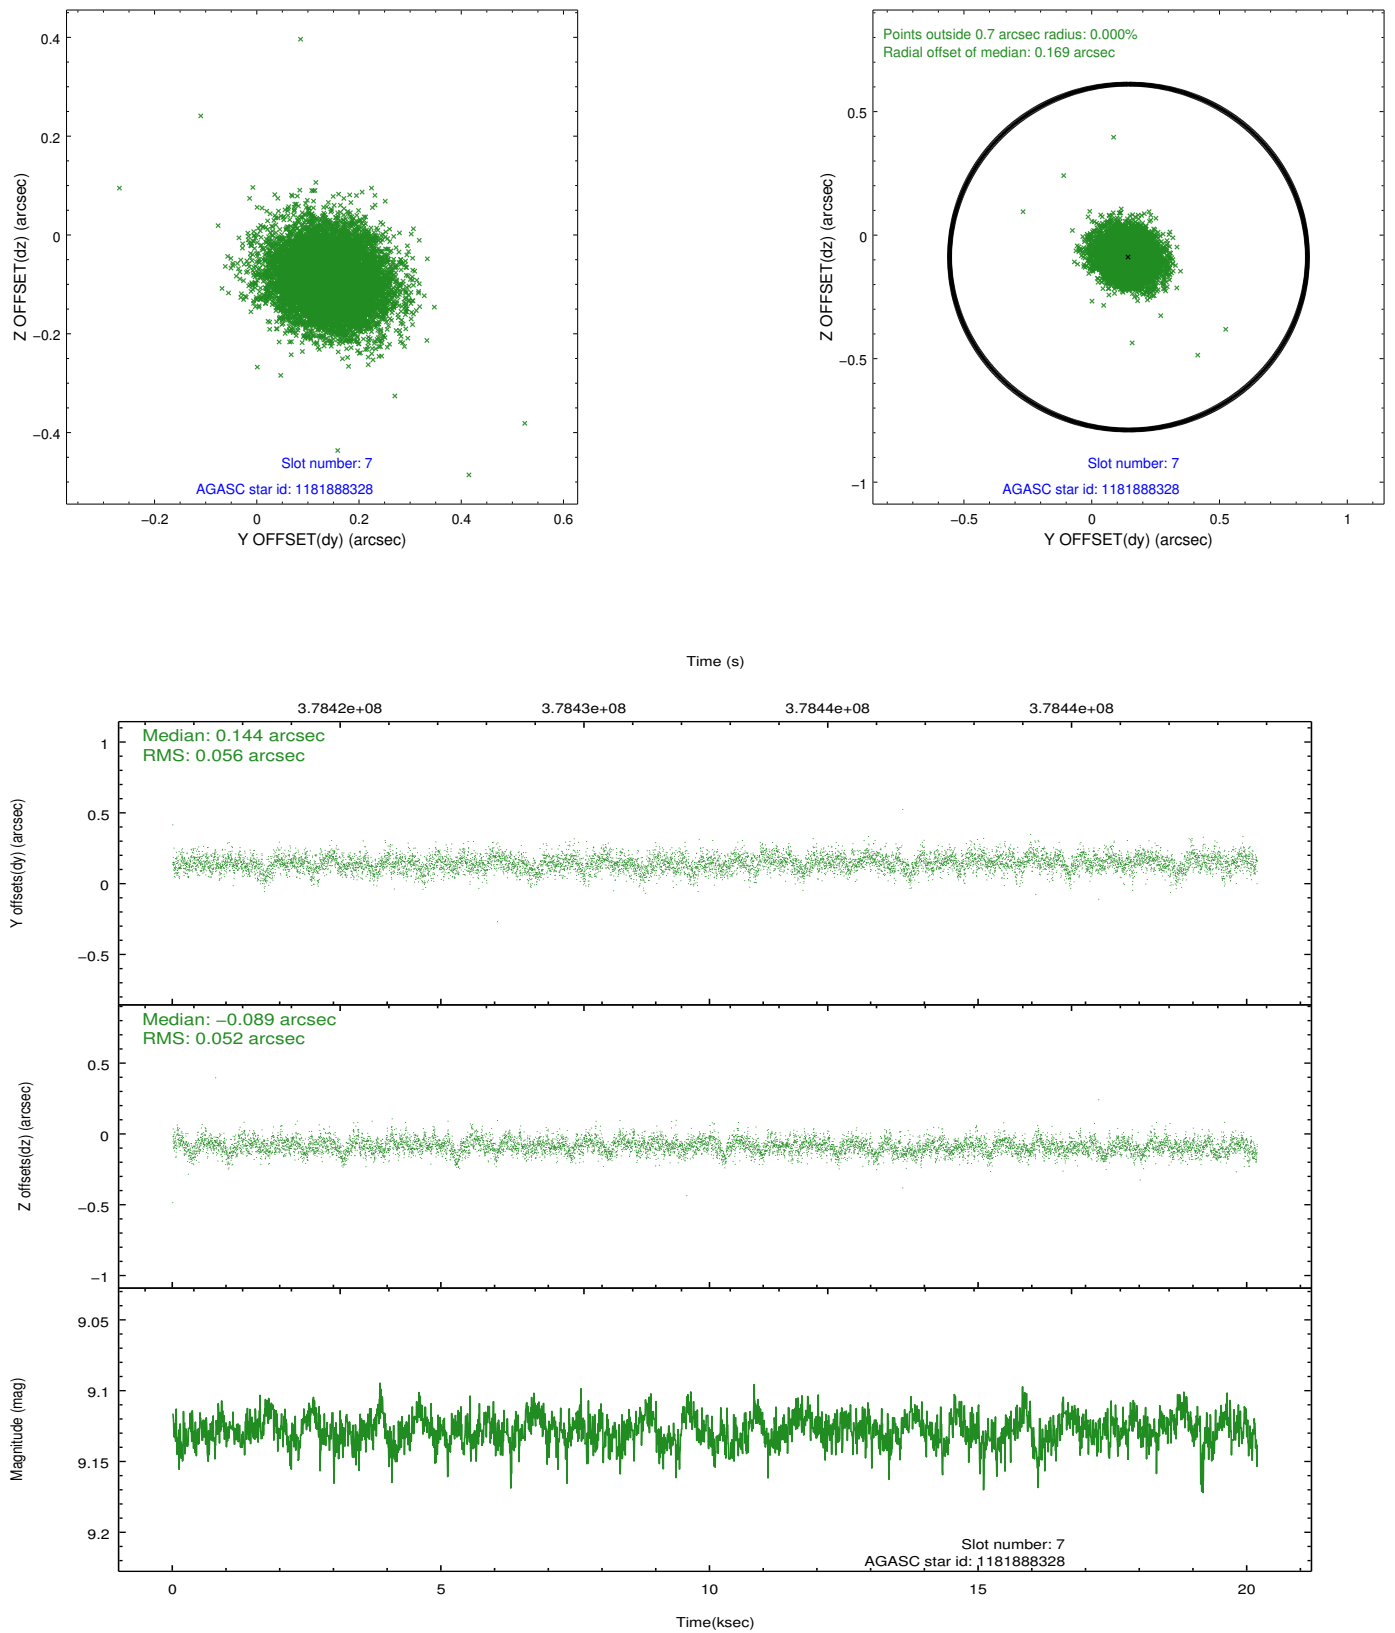 0.4
0.2
0
−0.2
−0.4
Z OFFSET(dz) (arcsec)
Slot number: 7
AGASC star id: 1181888328
−0.2
0
0.2
0.4
0.6
Y OFFSET(dy) (arcsec)
Points outside 0.7 arcsec radius: 0.000%
Radial offset of median: 0.169 arcsec
0.5
0
−0.5
−1
Z OFFSET(dz) (arcsec)
Slot number: 7
AGASC star id: 1181888328
−0.5
0
0.5
1
Y OFFSET(dy) (arcsec)
Time (s)
3.7842e+08
3.7843e+08
3.7844e+08
3.7844e+08
Median: 0.144 arcsec
RMS: 0.056 arcsec
1
0.5
0
−0.5
Y offsets(dy) (arcsec)
Median: −0.089 arcsec
RMS: 0.052 arcsec
0.5
0
−0.5
−1
Z offsets(dz) (arcsec)
9.05
9.1
9.15
9.2
Magnitude (mag)
Slot number: 7
AGASC star id: 1181888328
0
5
10
15
20
Time(ksec)